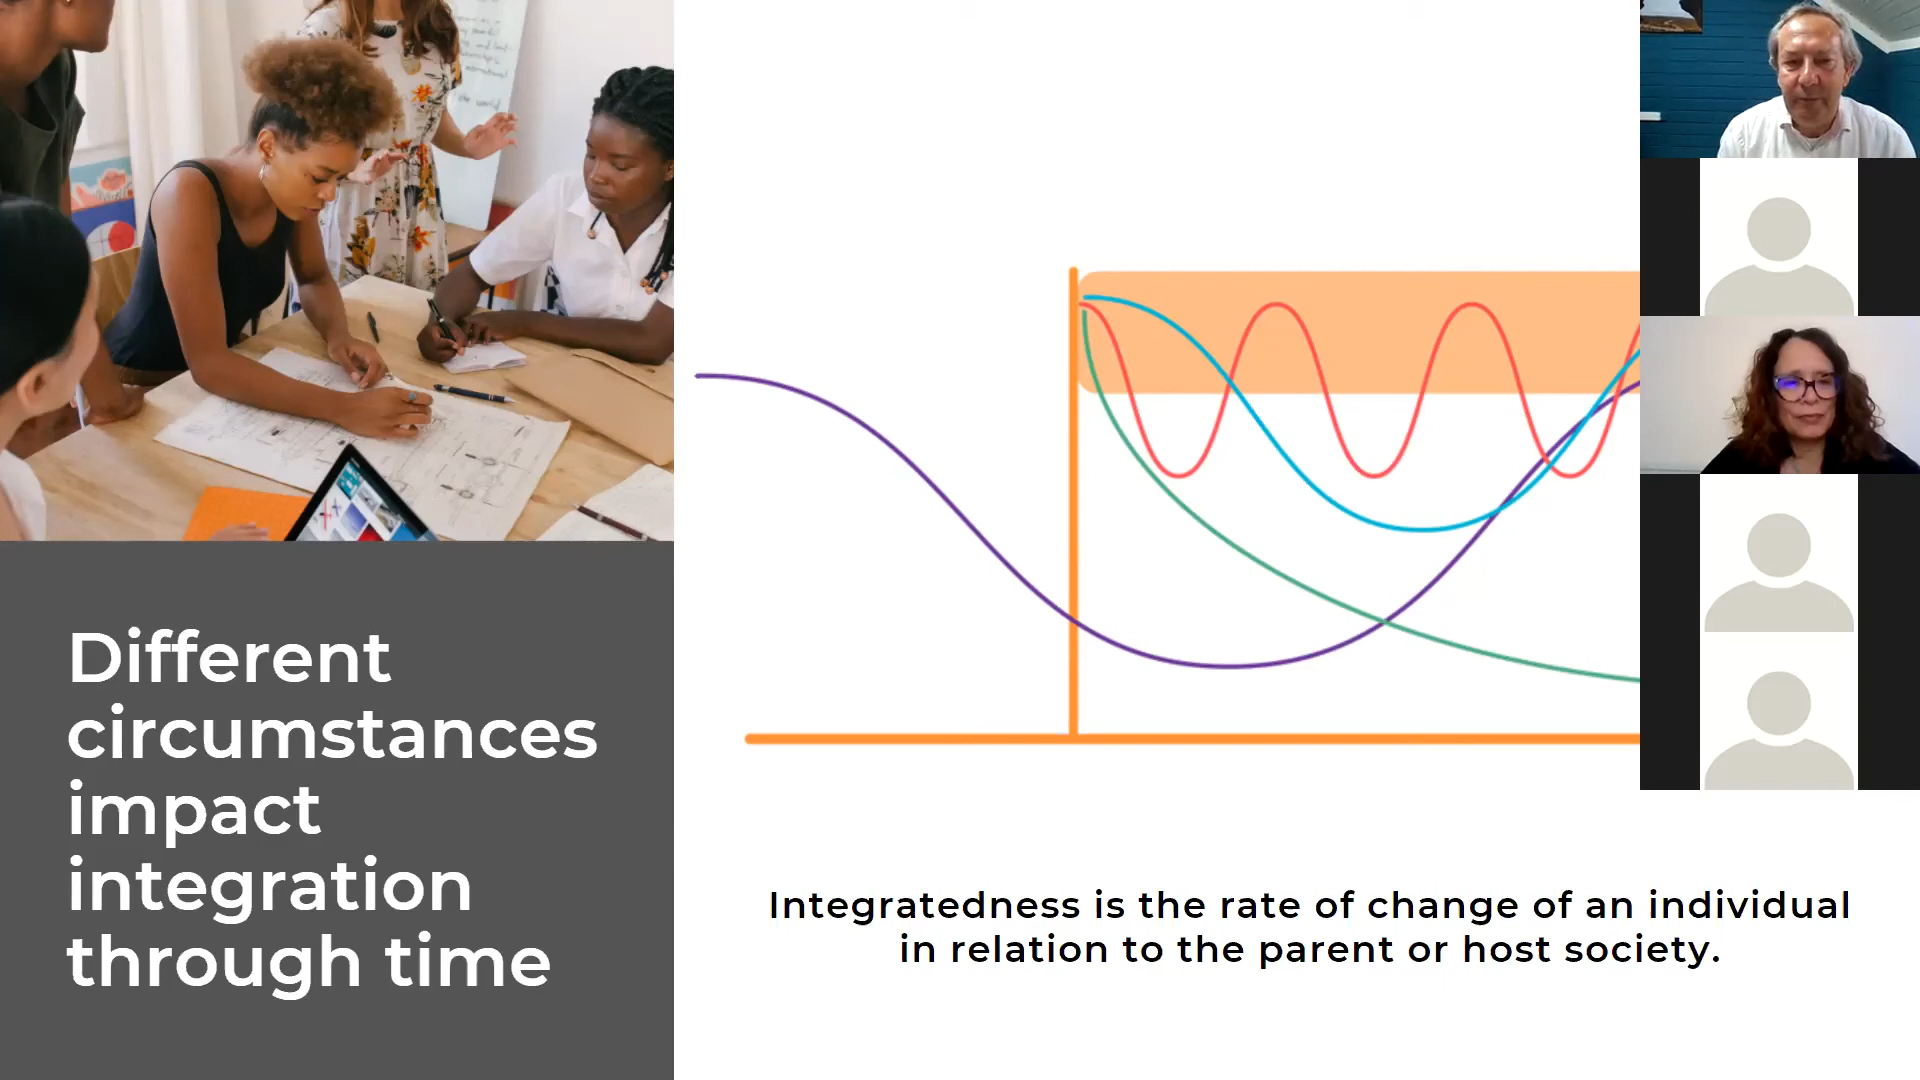 Different
circumstances
impact
integration
through time
Integratedness is the rate of change of an individual
in relation to the parent or host society.